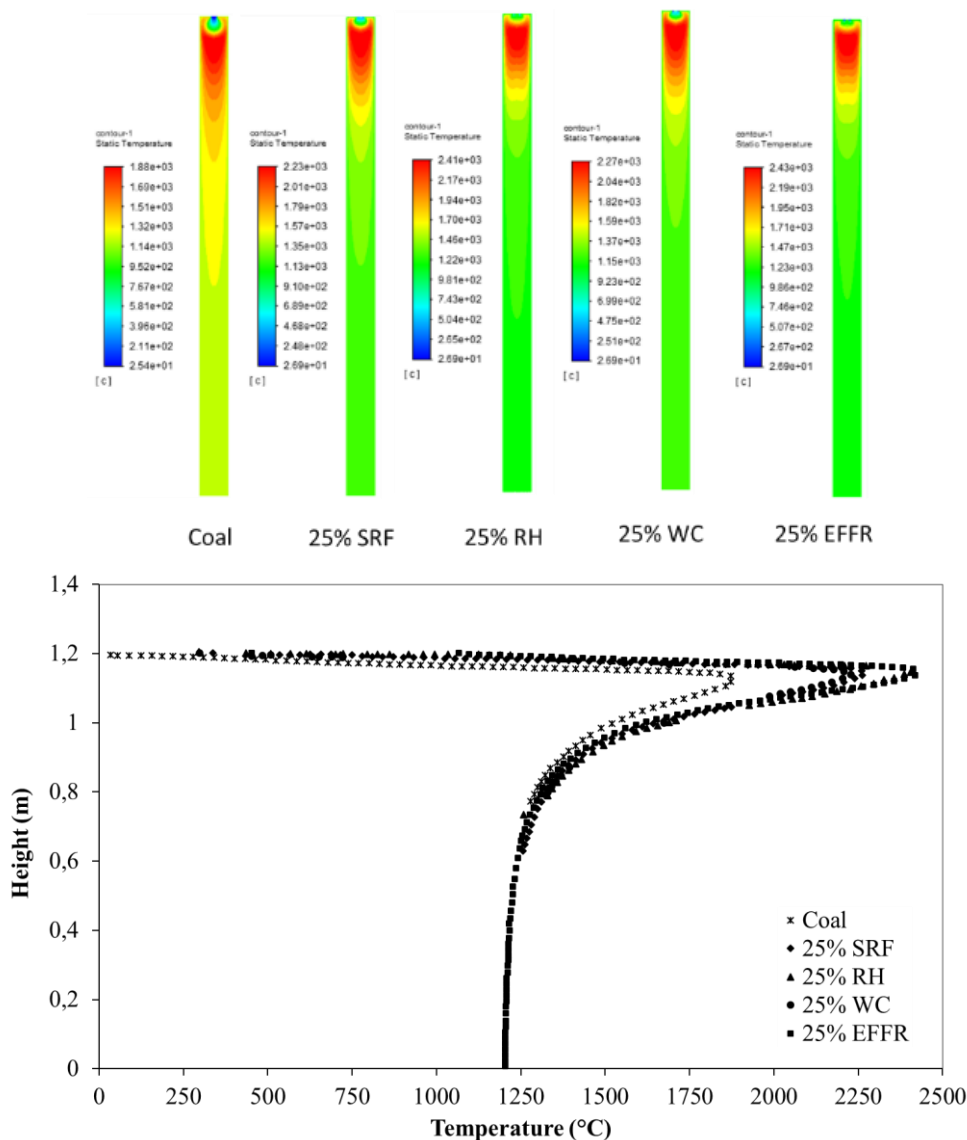 contour-1
Static Temperature
1.88e+03
1.69e+03
1.51e+03
1.32e+03
1.14e+03
9.52e+02
7.67e+02
5.81e+02
3.96e+02
2.11e+02
2.54e+01
[c]
contour-1
Static Temperature
2.23e+03
2.01e+03
1.79e+03
1.57e+03
1.35e+03
1.13e+03
9.10e+02
6.89e+02
4.68e+02
2.48e+02
2.69e+01
[c]
contour-1
Static Temperature
2.41e+03
2.17e+03
1.94e+03
1.70e+03
1.46e+03
1.22e+03
9.81e+02
7.43e+02
5.04e+02
2.65e+02
2.69e+01
[c]
contour-1
Static Temperature
2.27e+03
2.04e+03
1.82e+03
1.59e+03
1.37e+03
1.15e+03
9.23e+02
6.99e+02
4.75e+02
2.51e+02
2.69e+01
[c]
contour-1
Static Temperature
2.43e+03
2.19e+03
1.95e+03
1.71e+03
1.47e+03
1.23e+03
9.86e+02
7.46e+02
5.07e+02
2.67e+02
2.69e+01
[c]
Coal
25% SRF
25% RH
25% WC
25% EFFR
1,4
1,2
1
0,8
0,6
0,4
0,2
0
Height (m)
Coal
25% SRF
25% RH
25% WC
25% EFFR
0 250 500 750 1000 1250 1500 1750 2000 2250 2500
Temperature (°C)